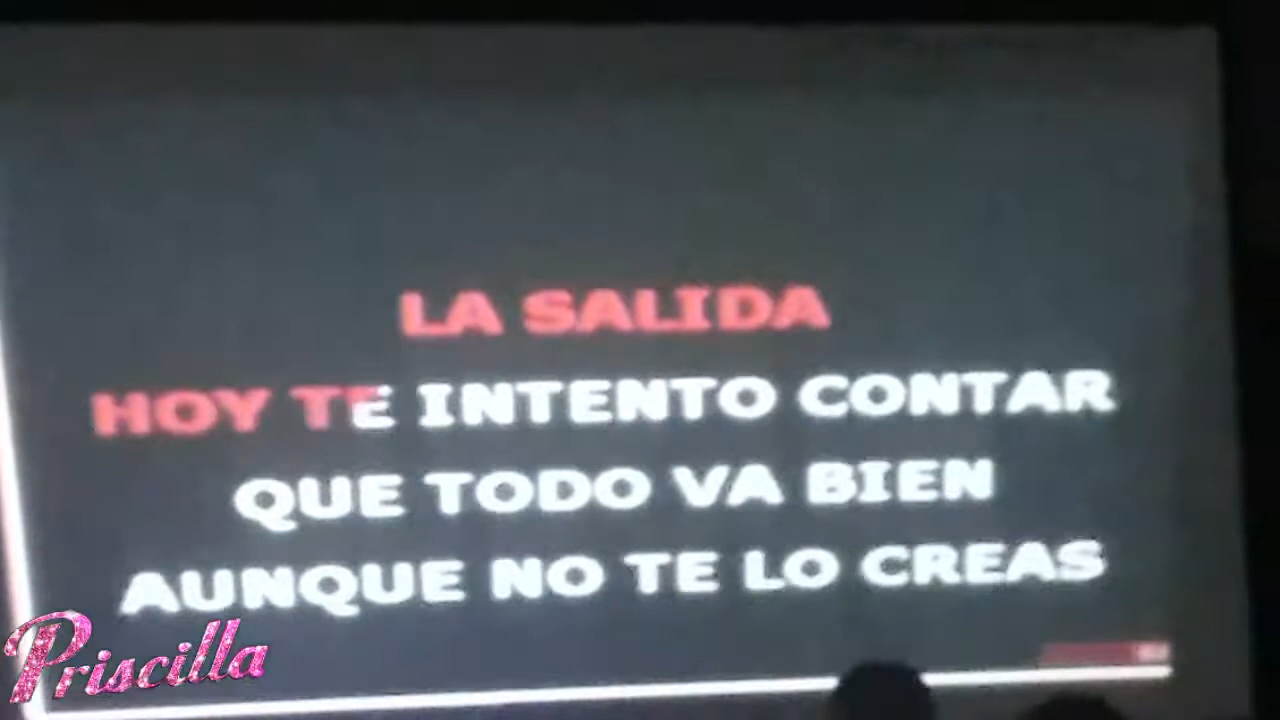 LA SALIDA
HOY TE INTENTO CONTAR
QUE TODO VA BIEN
AUNQUE NO TE LO CREAS
Priscilla